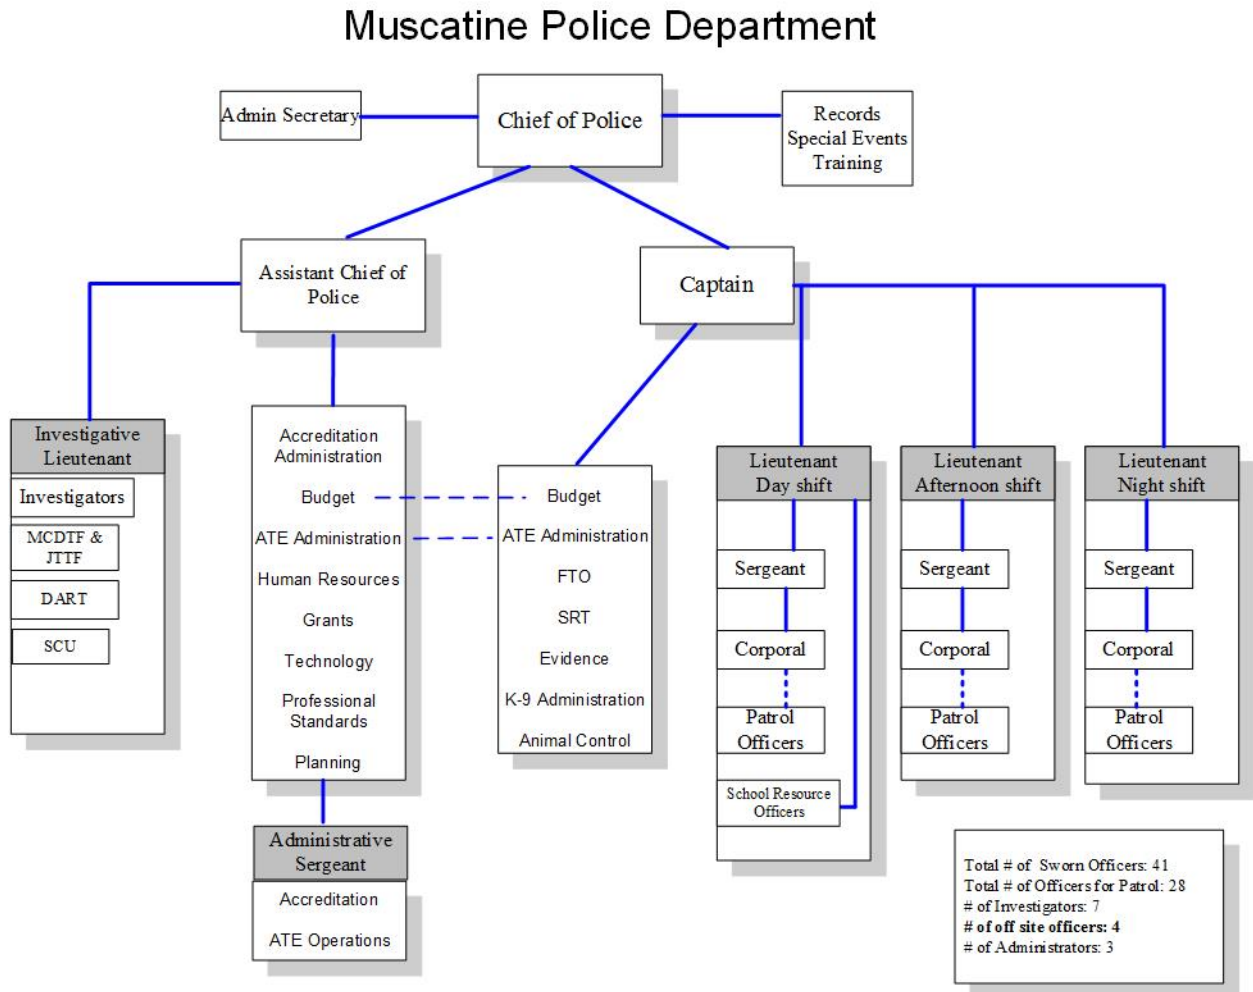 Muscatine Police Department
Admin Secretary
Chief of Police
Records
Special Events
Training
Assistant Chief of
Police
Captain
Investigative
Lieutenant
Investigators
MCDTF &
JTTF
DART
SCU
Accreditation
Administration
Budget
ATE Administration
Human Resources
Grants
Technology
Professional
Standards
Planning
Administrative
Sergeant
Accreditation
ATE Operations
Budget
ATE Administration
FTO
SRT
Evidence
K-9 Administration
Animal Control
Lieutenant
Day shift
Sergeant
Corporal
Patrol
Officers
School Resource
Officers
Lieutenant
Afternoon shift
Sergeant
Corporal
Patrol
Officers
Lieutenant
Night shift
Sergeant
Corporal
Patrol
Officers
Total # of Sworn Officers: 41
Total # of Officers for Patrol: 28
# of Investigators: 7
# of off site officers: 4
# of Administrators: 3